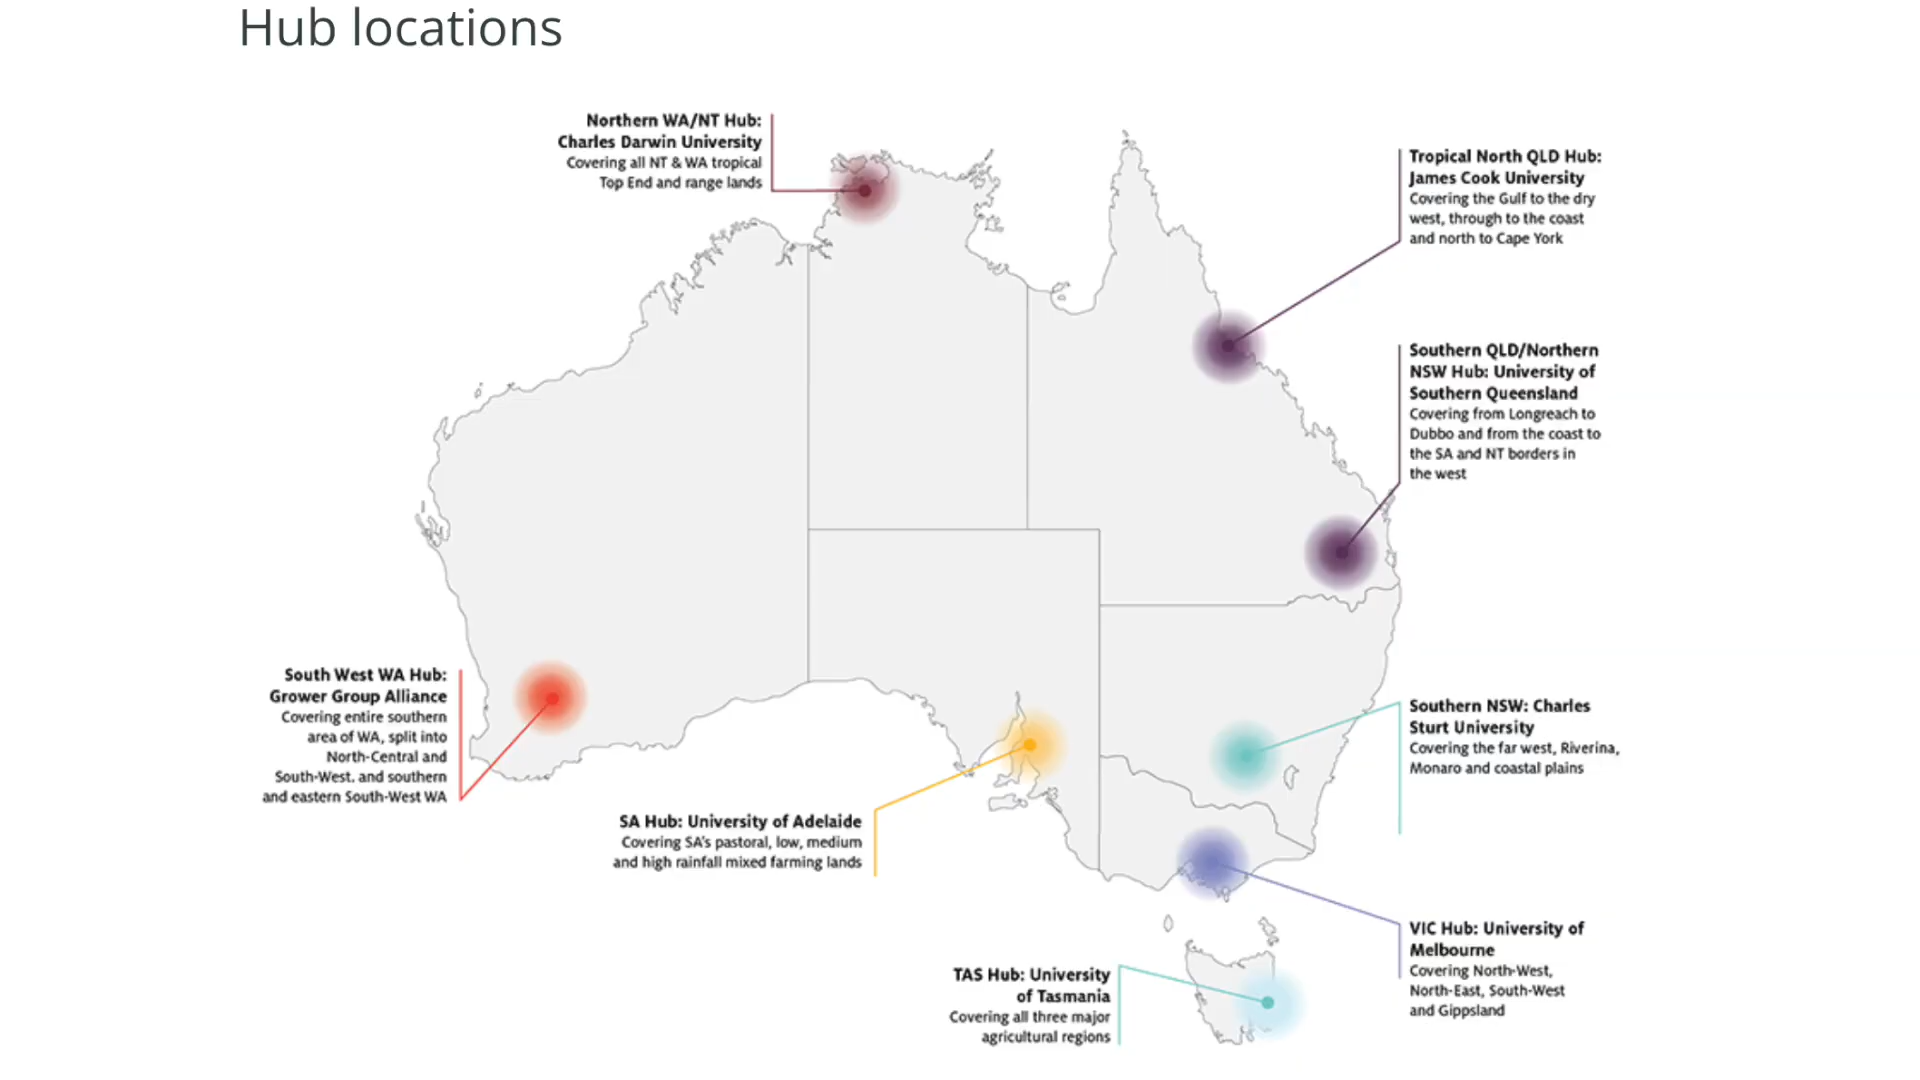 Hub locations
Northern WA/NT Hub:
Charles Darwin University
Covering all NT & WA tropical
Top End and range lands
Tropical North QLD Hub:
James Cook University
Covering the Gulf to the dry
west, through to the coast
and north to Cape York
Southern QLD/Northern
NSW Hub: University of
Southern Queensland
Covering from Longreach to
Dubbo and from the coast to
the SA and NT borders in
the west
South West WA Hub:
Grower Group Alliance
Covering entire southern
area of WA, split into
North-Central and
South-West. and southern
and eastern South-West WA
Southern NSW: Charles
Sturt University
Covering the far west, Riverina,
Monaro and coastal plains
SA Hub: University of Adelaide
Covering SA's pastoral, low, medium
and high rainfall mixed farming lands
VIC Hub: University of
Melbourne
Covering North-West,
North-East, South-West
and Gippsland
TAS Hub: University
of Tasmania
Covering all three major
agricultural regions